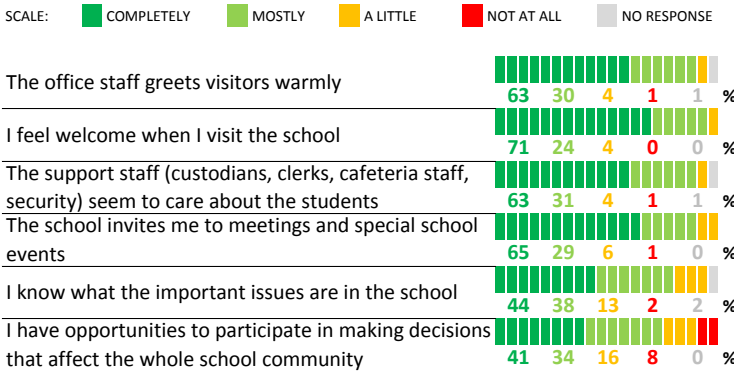 SCALE: COMPLETELY MOSTLY A LITTLE NOT AT ALL NO RESPONSE
The office staff greets visitors warmly
63 30 4 1 1 %
I feel welcome when I visit the school
71 24 4 0 0 %
The support staff (custodians, clerks, cafeteria staff,
security) seem to care about the students
63 31 4 1 1 %
The school invites me to meetings and special school
events
65 29 6 1 0 %
I know what the important issues are in the school
44 38 13 2 2 %
I have opportunities to participate in making decisions
that affect the whole school community
41 34 16 8 0 %